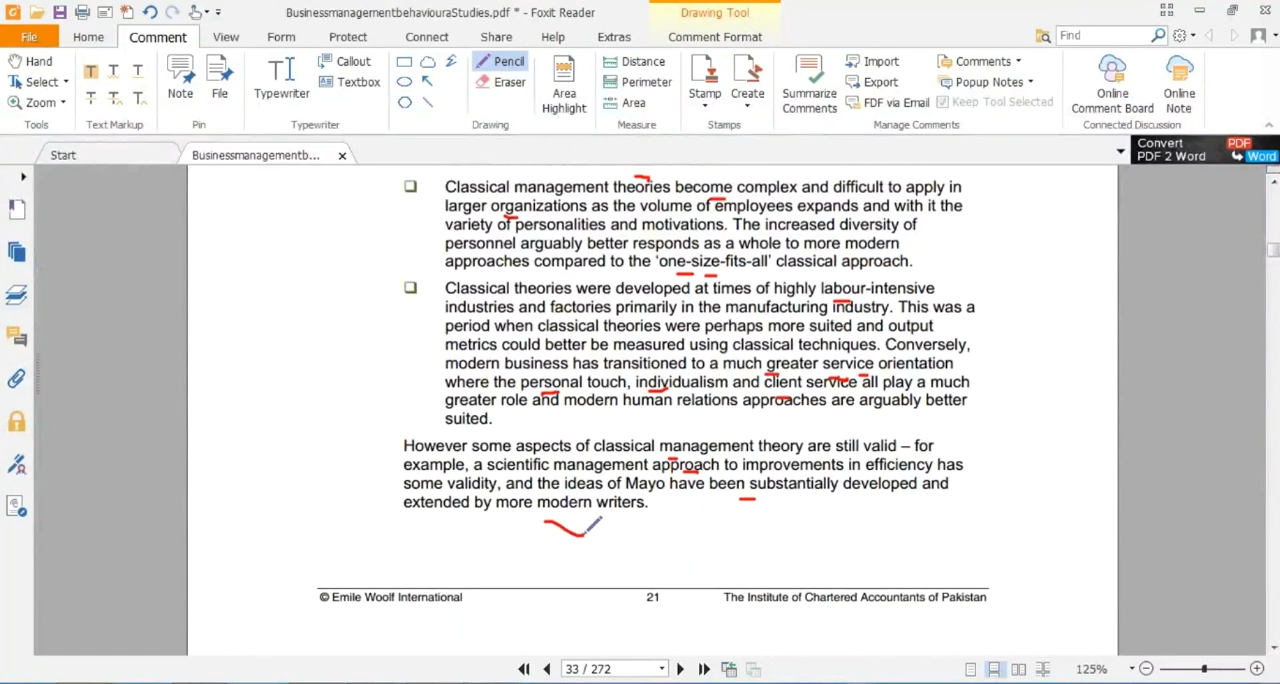 BusinessmanagementbehaviouraStudies.pdf * - Foxit Reader
Drawing Tool
File Home Comment View Form Protect Connect Share Help Extras Comment Format
Find
Hand
Select
Zoom
Tools
T T T
T T T
Text Markup
Note
File
Pin
Typewriter
Callout
Textbox
Typewriter
Pencil
Eraser
Drawing
Area
Highlight
Distance
Perimeter
Area
Measure
Stamp
Create
Stamps
Summarize
Comments
Import
Export
FDF via Email
Comments
Popup Notes
Keep Tool Selected
Manage Comments
Online
Comment Board
Online
Note
Connected Discussion
Start
Businessmanagementb...
Convert
PDF 2 Word
PDF
Word
Classical management theories become complex and difficult to apply in
larger organizations as the volume of employees expands and with it the
variety of personalities and motivations. The increased diversity of
personnel arguably better responds as a whole to more modern
approaches compared to the ‘one-size-fits-all’ classical approach.
Classical theories were developed at times of highly labour-intensive
industries and factories primarily in the manufacturing industry. This was a
period when classical theories were perhaps more suited and output
metrics could better be measured using classical techniques. Conversely,
modern business has transitioned to a much greater service orientation
where the personal touch, individualism and client service all play a much
greater role and modern human relations approaches are arguably better
suited.
However some aspects of classical management theory are still valid – for
example, a scientific management approach to improvements in efficiency has
some validity, and the ideas of Mayo have been substantially developed and
extended by more modern writers.
© Emile Woolf International 21 The Institute of Chartered Accountants of Pakistan
33 / 272
125%